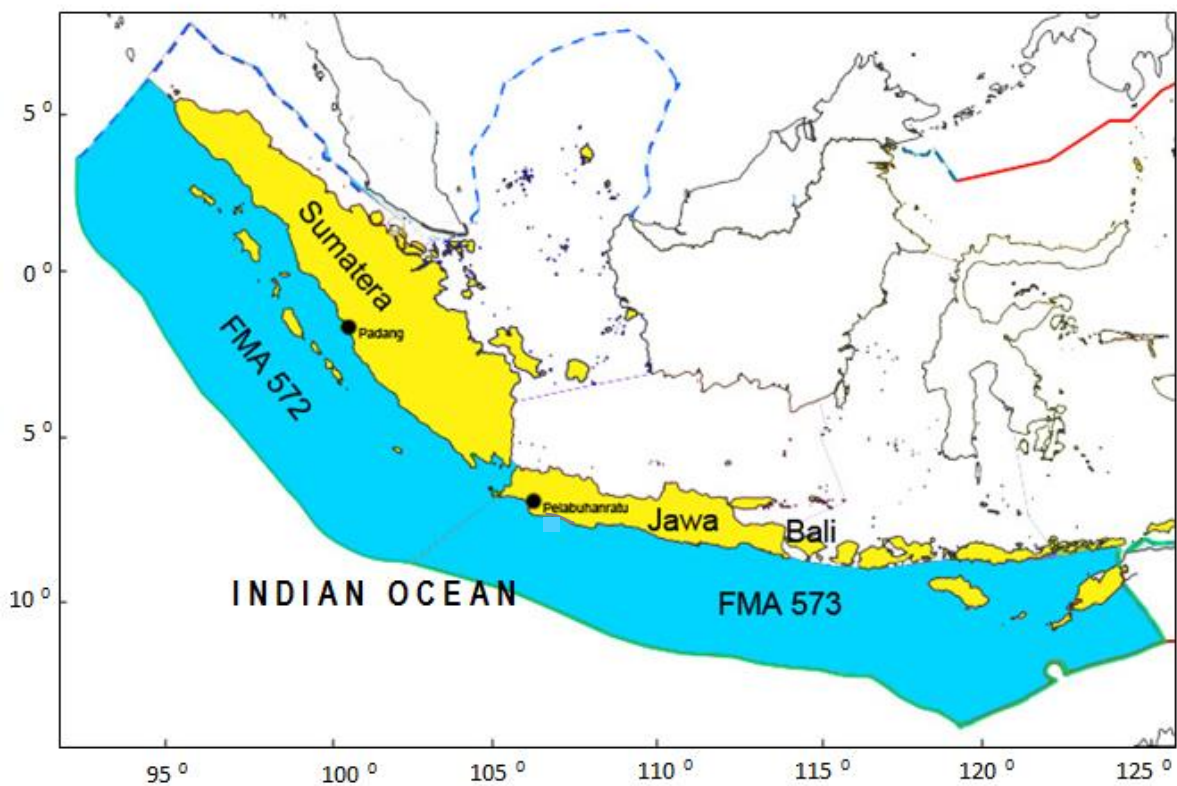 5 °
0 °
5 °
10 °
Sumatera
Padang
FMA 572
Pelabuhanratu
Jawa
Bali
INDIAN OCEAN
FMA 573
95 °
100 °
105 °
110 °
115 °
120 °
125 °